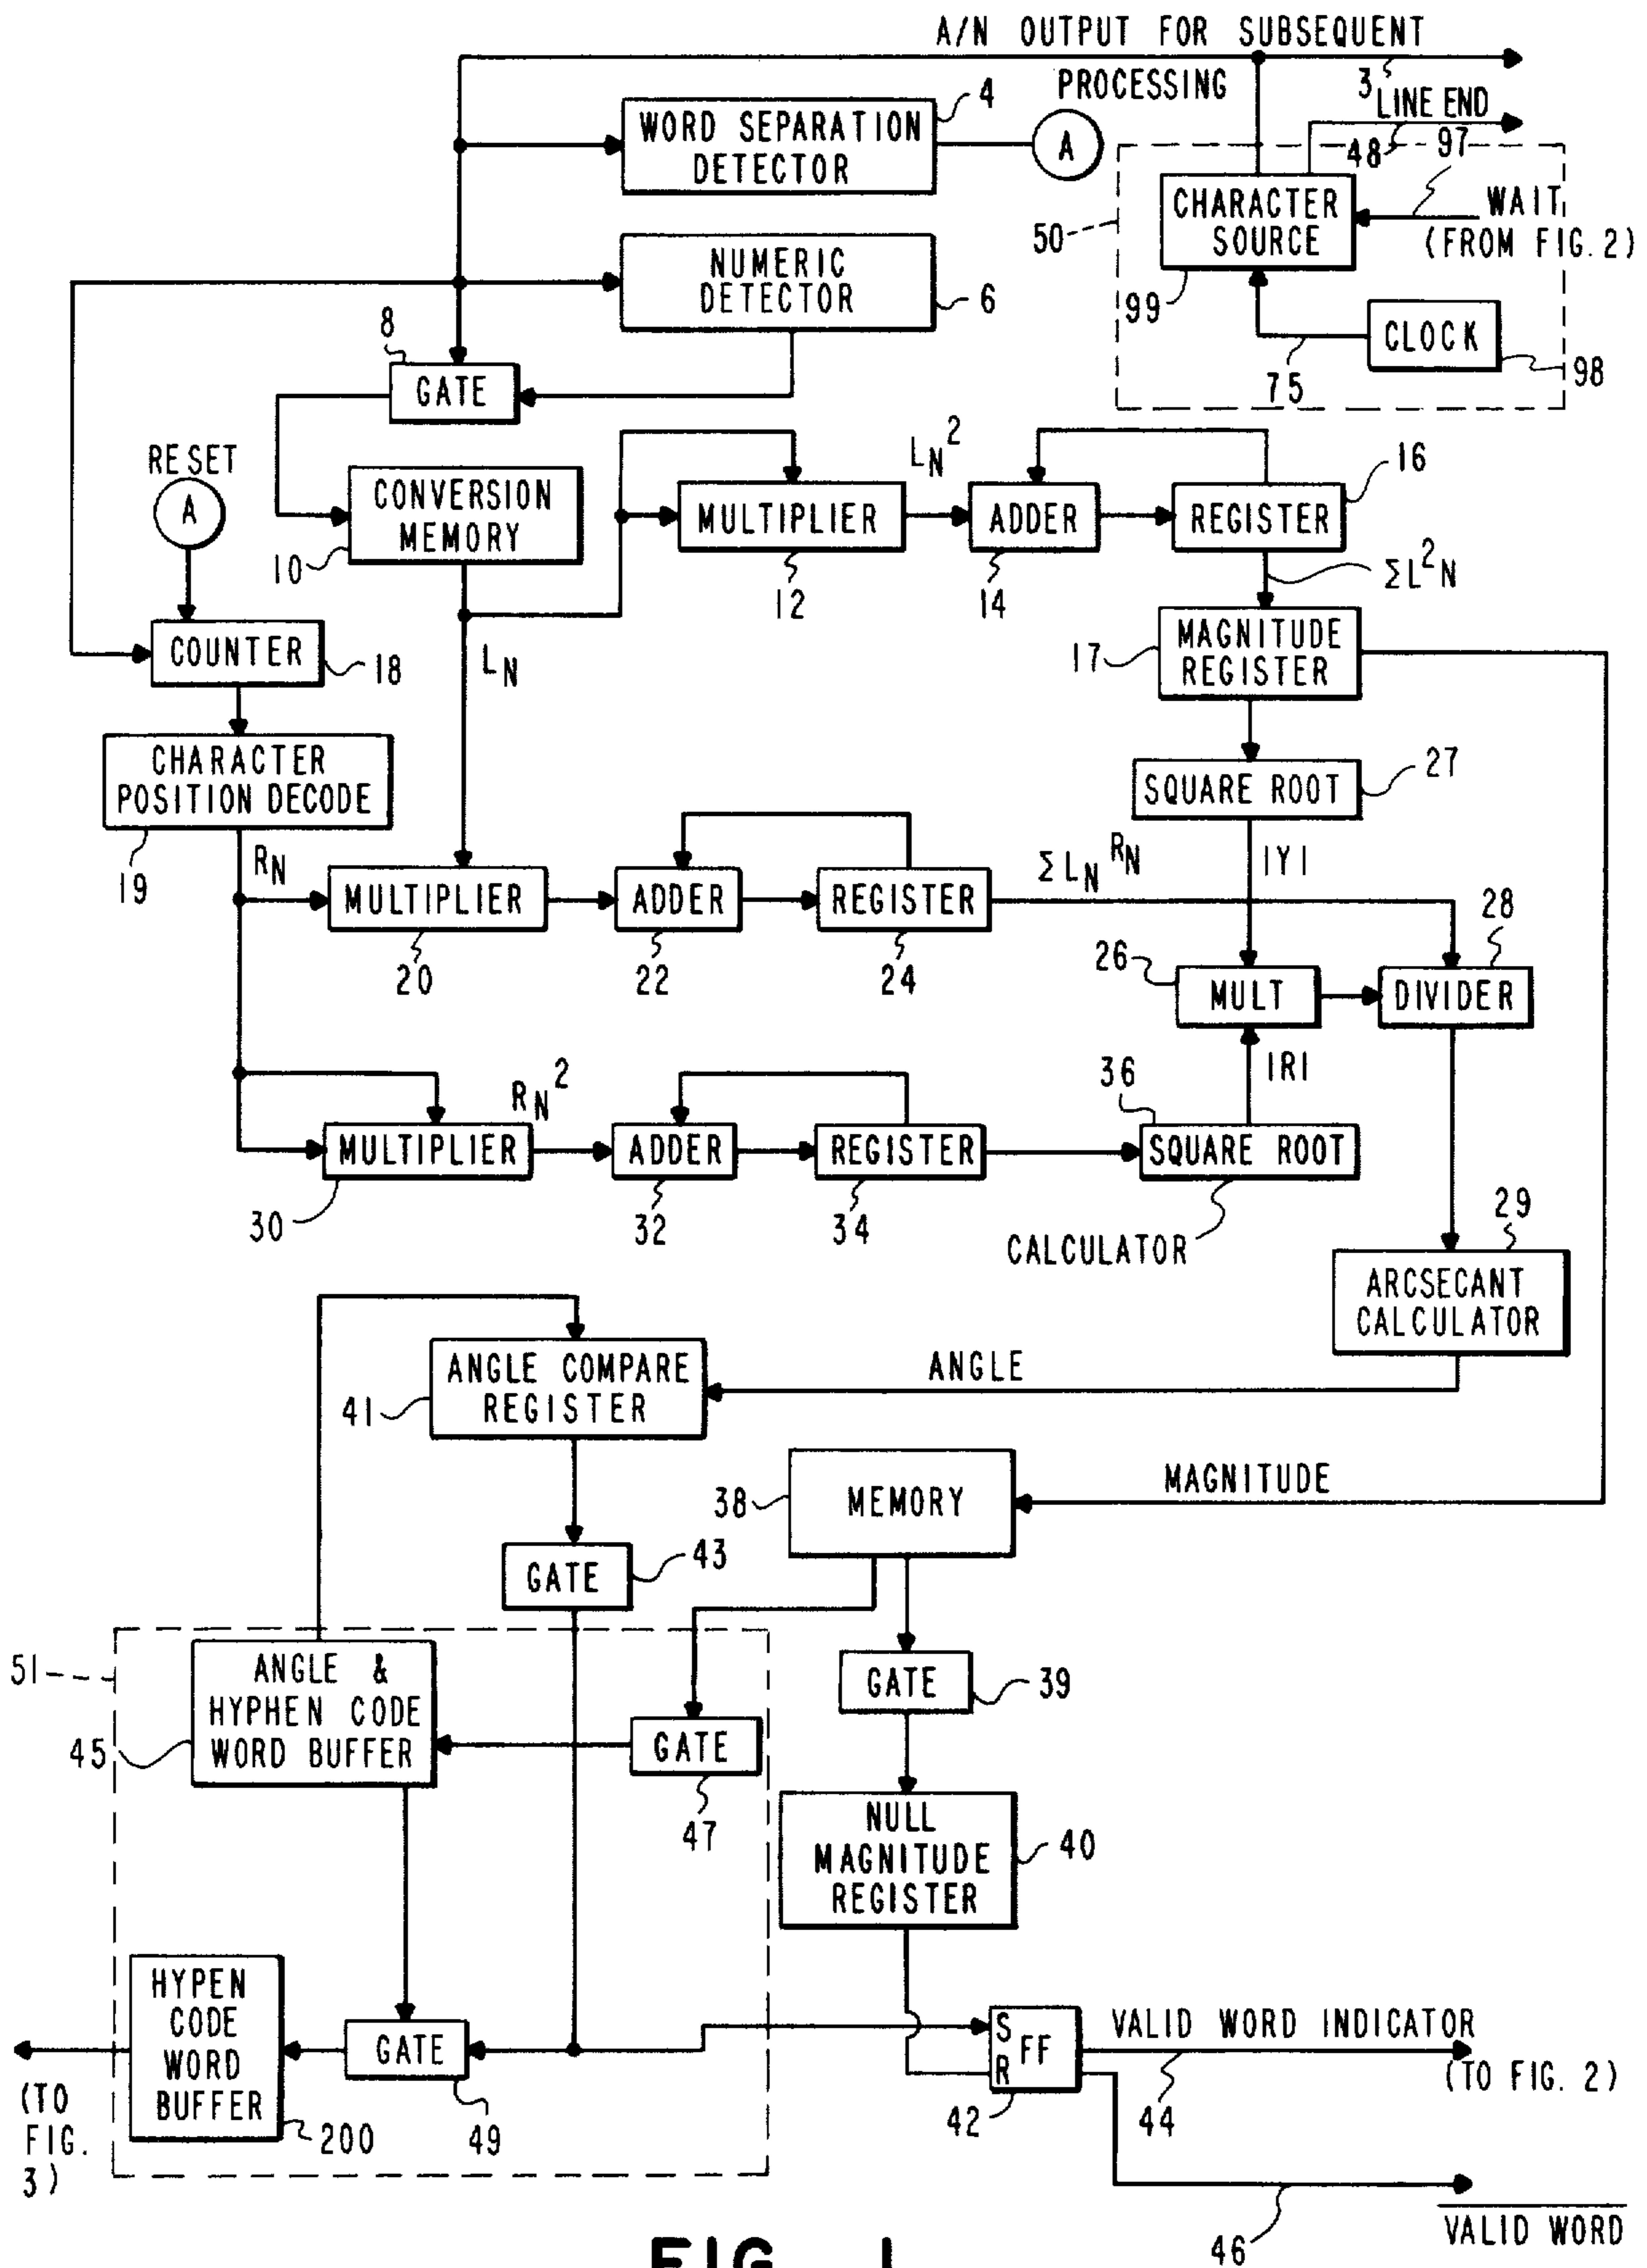 A/N OUTPUT FOR SUBSEQUENT
PROCESSING
3
LINE END
4
WORD SEPARATION
DETECTOR
A
48
97
CHARACTER
SOURCE
WAIT
(FROM FIG. 2)
50
NUMERIC
DETECTOR
6
99
CLOCK
75
98
8
GATE
RESET
A
CONVERSION
MEMORY
10
L_N^2
16
MULTIPLIER
ADDER
REGISTER
12
14
ΣL^2N
COUNTER
18
L_N
17
MAGNITUDE
REGISTER
CHARACTER
POSITION DECODE
19
SQUARE ROOT
27
R_N
MULTIPLIER
ADDER
REGISTER
ΣL_N R_N
|Y|
20
22
24
28
26
MULT
DIVIDER
|R|
R_N^2
36
MULTIPLIER
ADDER
REGISTER
SQUARE ROOT
30
32
34
CALCULATOR
29
ARCSECANT
CALCULATOR
ANGLE COMPARE
REGISTER
41
ANGLE
MAGNITUDE
38
MEMORY
GATE
43
51
ANGLE &
HYPHEN CODE
WORD BUFFER
45
GATE
39
GATE
47
NULL
MAGNITUDE
REGISTER
40
HYPEN
CODE
WORD
BUFFER
200
GATE
49
S
R
FF
42
VALID WORD INDICATOR
44
(TO FIG. 2)
(TO
FIG.
3)
46
VALID WORD
FIG. 1